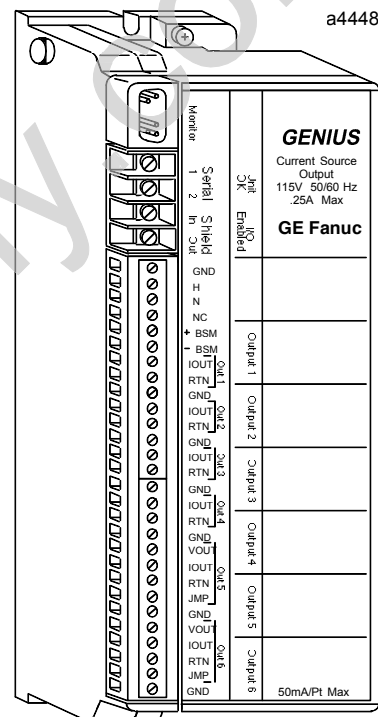 a4448
GENIUS
Current Source
Output
115V 50/60 Hz
.25A Max
GE Fanuc
Monitor
Serial
1 2
Shield
In Out
Unit
OK
I/O
Enabled
GND
H
N
NC
+ BSM
− BSM
IOUT
RTN
Out 1
GND
IOUT
RTN
Out 2
GND
IOUT
RTN
Out 3
GND
IOUT
RTN
Out 4
GND
VOUT
IOUT
RTN
JMP
Out 5
GND
VOUT
IOUT
RTN
JMP
Out 6
GND
Output 1
Output 2
Output 3
Output 4
Output 5
Output 6
50mA/Pt Max